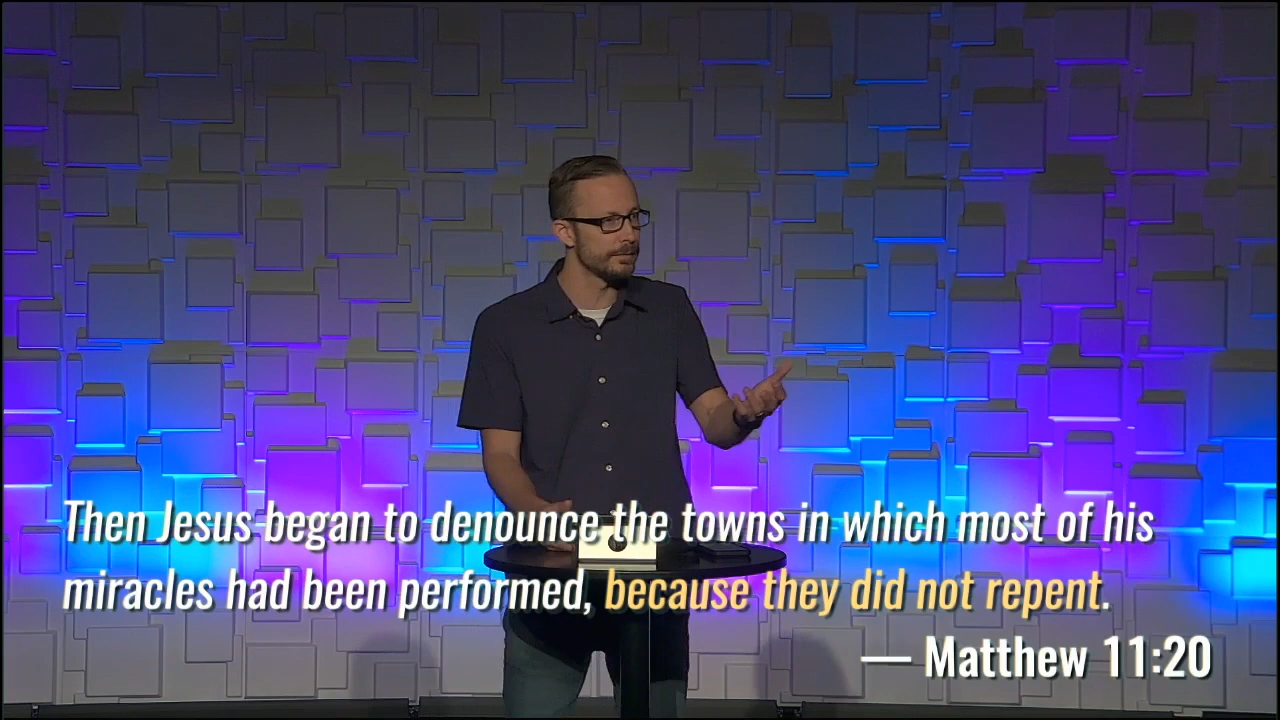 Then Jesus began to denounce the towns in which most of his
miracles had been performed, because they did not repent.
— Matthew 11:20